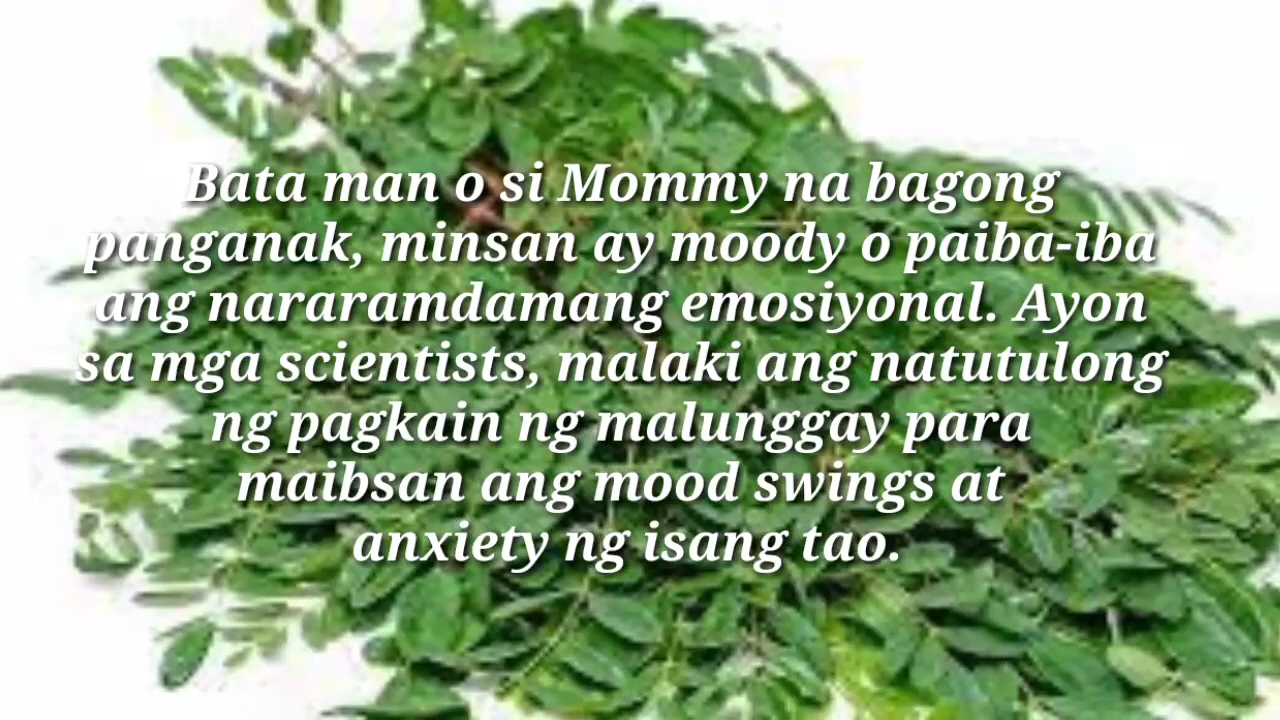 Bata man o si Mommy na bagong
panganak, minsan ay moody o paiba-iba
ang nararamdamang emosiyonal. Ayon
sa mga scientists, malaki ang natutulong
ng pagkain ng malunggay para
maibsan ang mood swings at
anxiety ng isang tao.